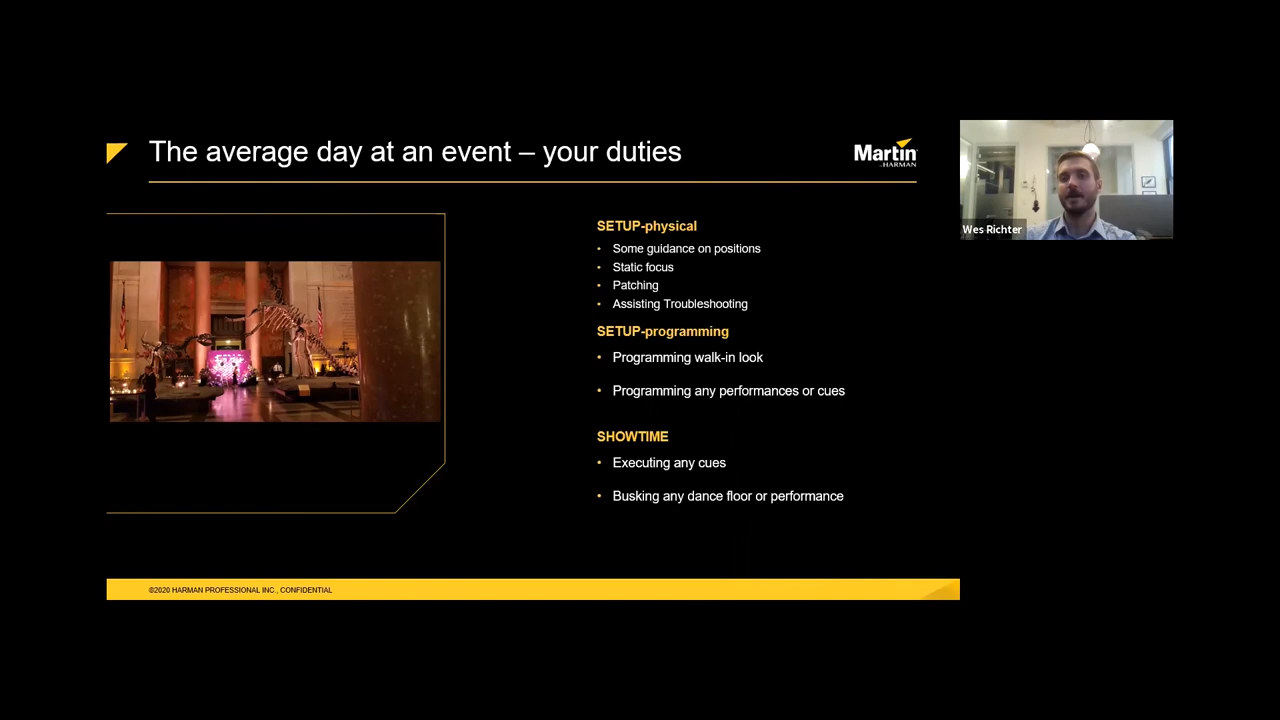 The average day at an event – your duties
Martin
by HARMAN
SETUP-physical
• Some guidance on positions
• Static focus
• Patching
• Assisting Troubleshooting
SETUP-programming
• Programming walk-in look
• Programming any performances or cues
SHOWTIME
• Executing any cues
• Busking any dance floor or performance
©2020 HARMAN PROFESSIONAL INC., CONFIDENTIAL
Wes Richter